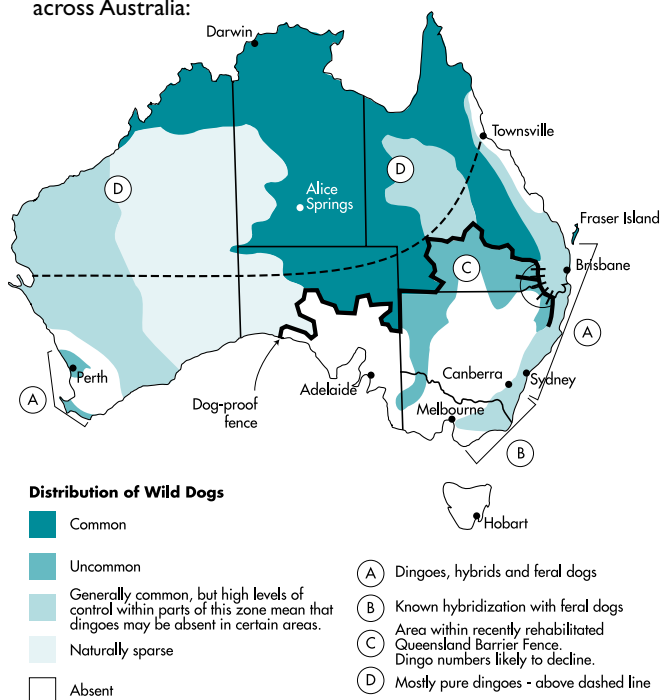 across Australia:
Darwin
Townsville
D
D
Alice
Springs
Fraser Island
C
Brisbane
A
Perth
A
Adelaide
Canberra
Sydney
Dog-proof
fence
Melbourne
B
Hobart
Distribution of Wild Dogs
Common
Uncommon
Generally common, but high levels of
control within parts of this zone mean that
dingoes may be absent in certain areas.
Naturally sparse
Absent
A Dingoes, hybrids and feral dogs
B Known hybridization with feral dogs
C Area within recently rehabilitated
Queensland Barrier Fence.
Dingo numbers likely to decline.
D Mostly pure dingoes - above dashed line